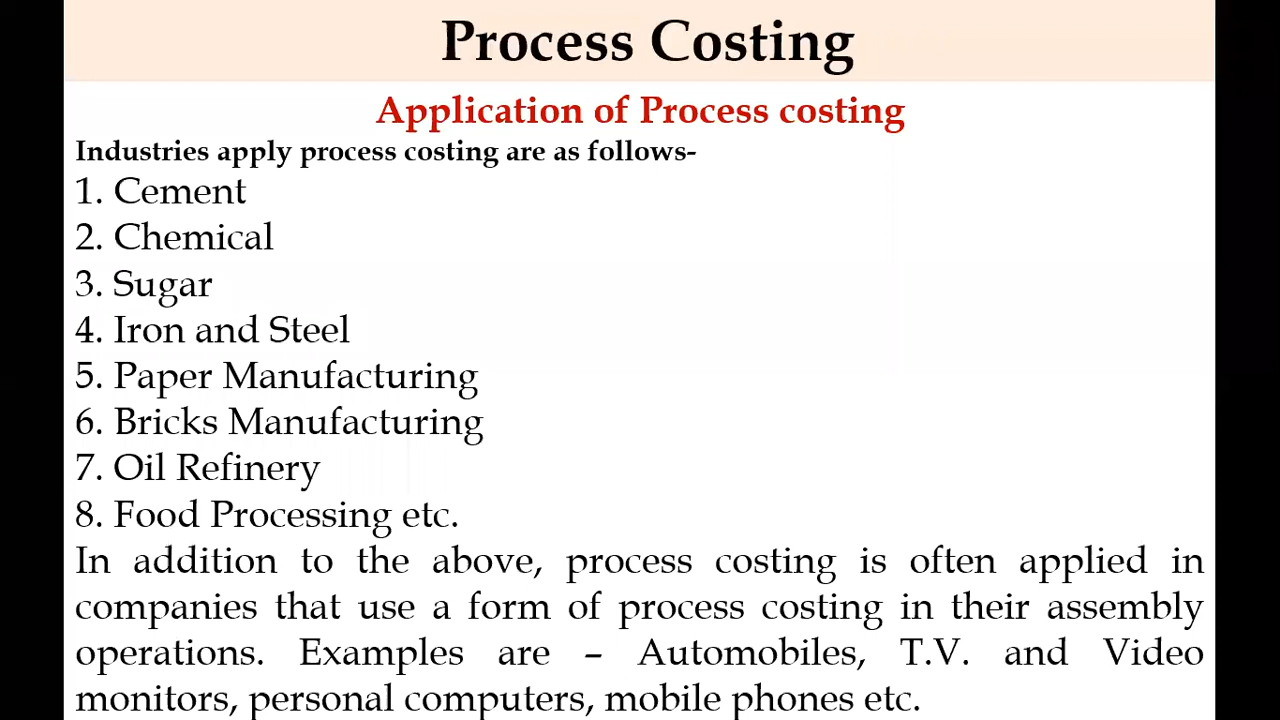 Process Costing
Application of Process costing
Industries apply process costing are as follows-
1. Cement
2. Chemical
3. Sugar
4. Iron and Steel
5. Paper Manufacturing
6. Bricks Manufacturing
7. Oil Refinery
8. Food Processing etc.
In addition to the above, process costing is often applied in
companies that use a form of process costing in their assembly
operations. Examples are – Automobiles, T.V. and Video
monitors, personal computers, mobile phones etc.